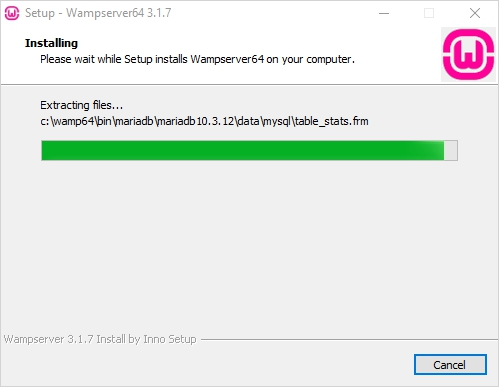 Setup - Wampserver64 3.1.7
Installing
Please wait while Setup installs Wampserver64 on your computer.
Extracting files...
c:\wamp64\bin\mariadb\mariadb10.3.12\data\mysql\table_stats.frm
Wampserver 3.1.7 Install by Inno Setup
Cancel